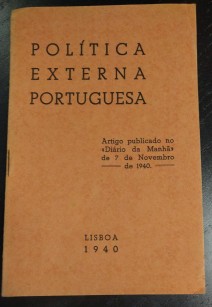 POLÍTICA
EXTERNA
PORTUGUESA
Artigo publicado no
«Diário da Manhã»
de 7 de Novembro
— de 1940. —
LISBOA
1940